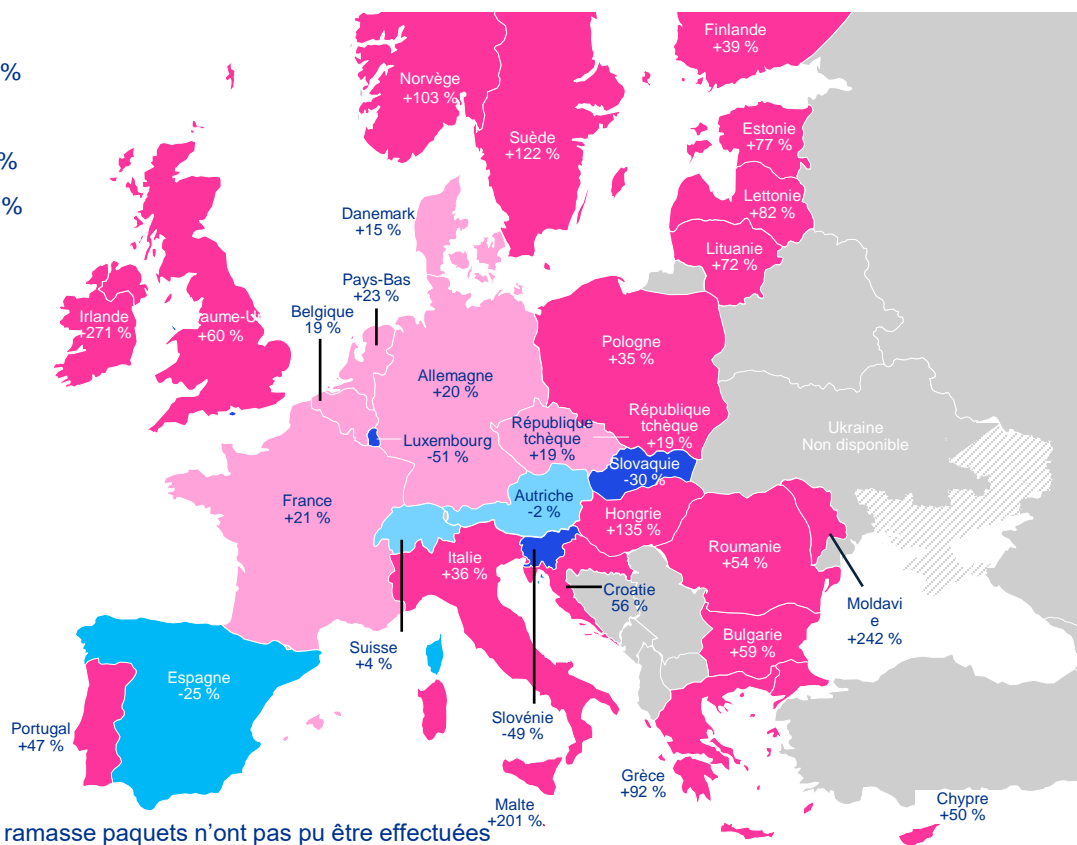 Finlande
+39 %
%
Norvège
+103 %
Estonie
+77 %
Suède
+122 %
%
Lettonie
+82 %
%
Danemark
+15 %
Lituanie
+72 %
Pays-Bas
+23 %
Belgique
19 %
Irlande
+271 %
aume-U
+60 %
Pologne
+35 %
Allemagne
+20 %
République
tchèque
+19 %
République
tchèque
+19 %
Ukraine
Non disponible
Luxembourg
-51 %
Slovaquie
-30 %
France
+21 %
Autriche
-2 %
Hongrie
+135 %
Roumanie
+54 %
Italie
+36 %
Croatie
56 %
Moldavi
e
+242 %
Bulgarie
+59 %
Suisse
+4 %
Espagne
-25 %
Portugal
+47 %
Slovénie
-49 %
Grèce
+92 %
Malte
+201 %.
Chypre
+50 %
ramasse paquets n’ont pas pu être effectuées